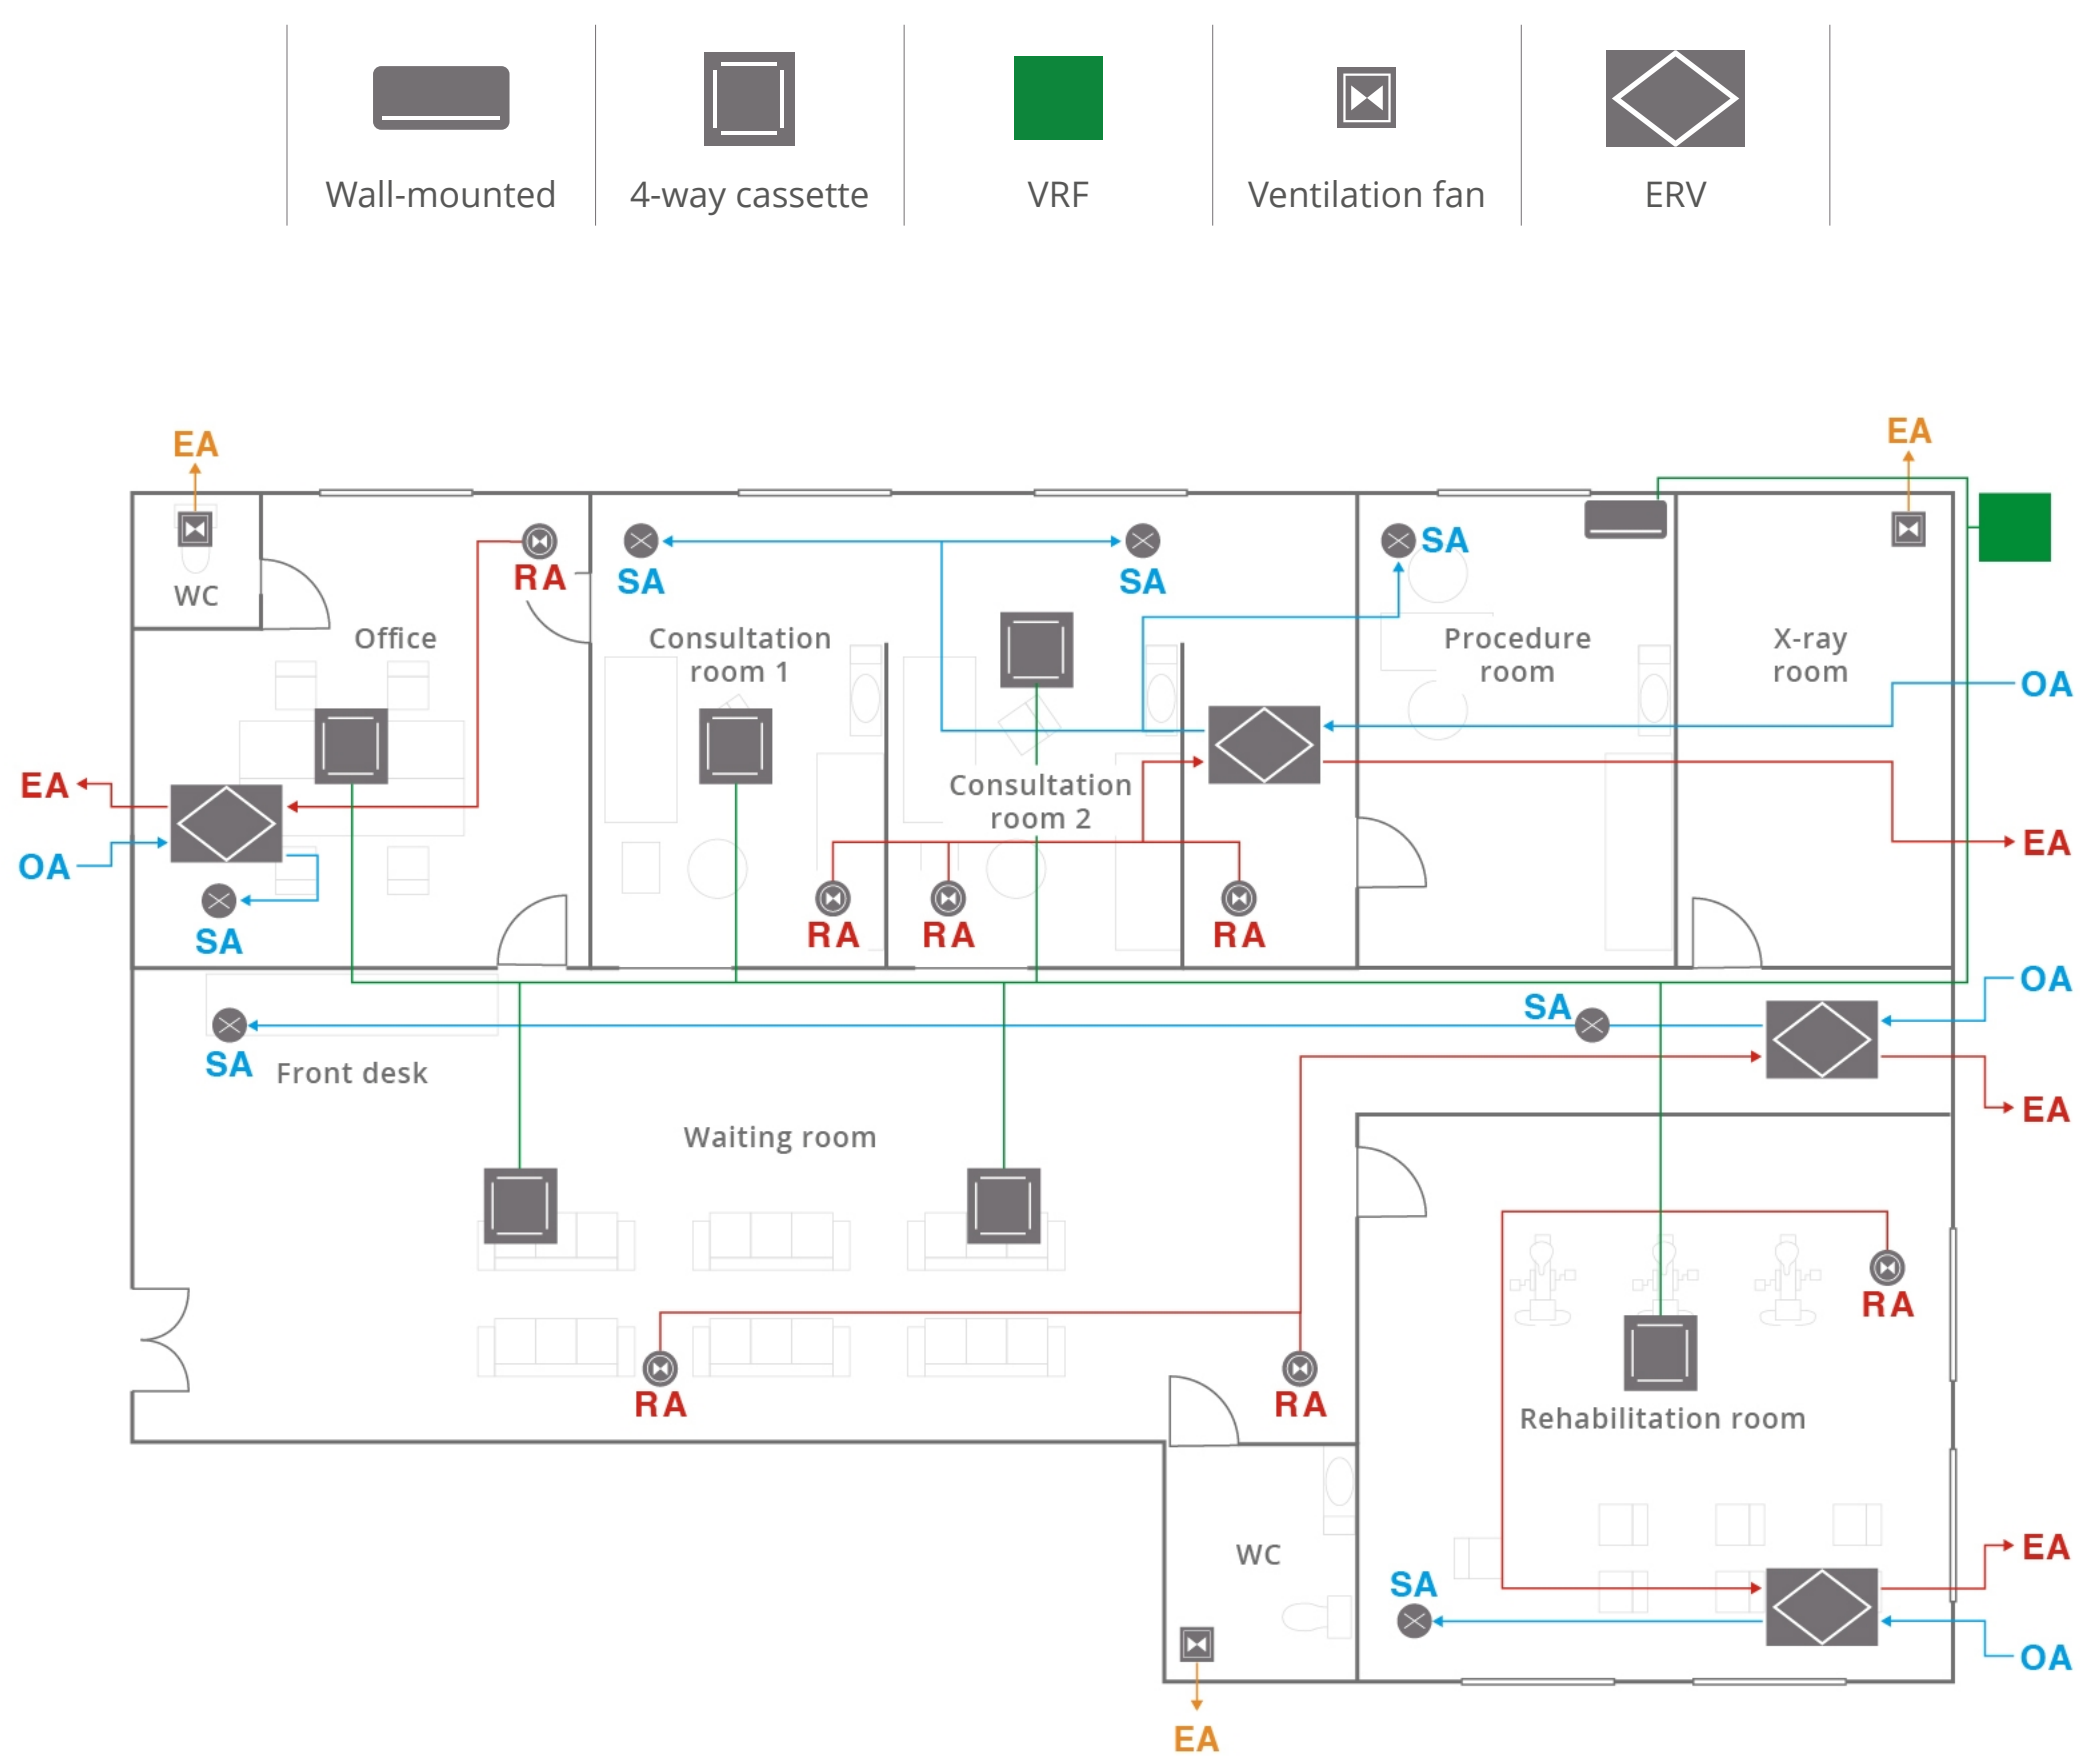 Wall-mounted
4-way cassette
VRF
Ventilation fan
ERV
EA
EA
WC
RA
SA
SA
SA
Office
Consultation
room 1
Procedure
room
X-ray
room
OA
EA
Consultation
room 2
EA
OA
SA
RA
RA
RA
OA
SA
SA
Front desk
EA
Waiting room
RA
RA
RA
Rehabilitation room
WC
EA
SA
OA
EA